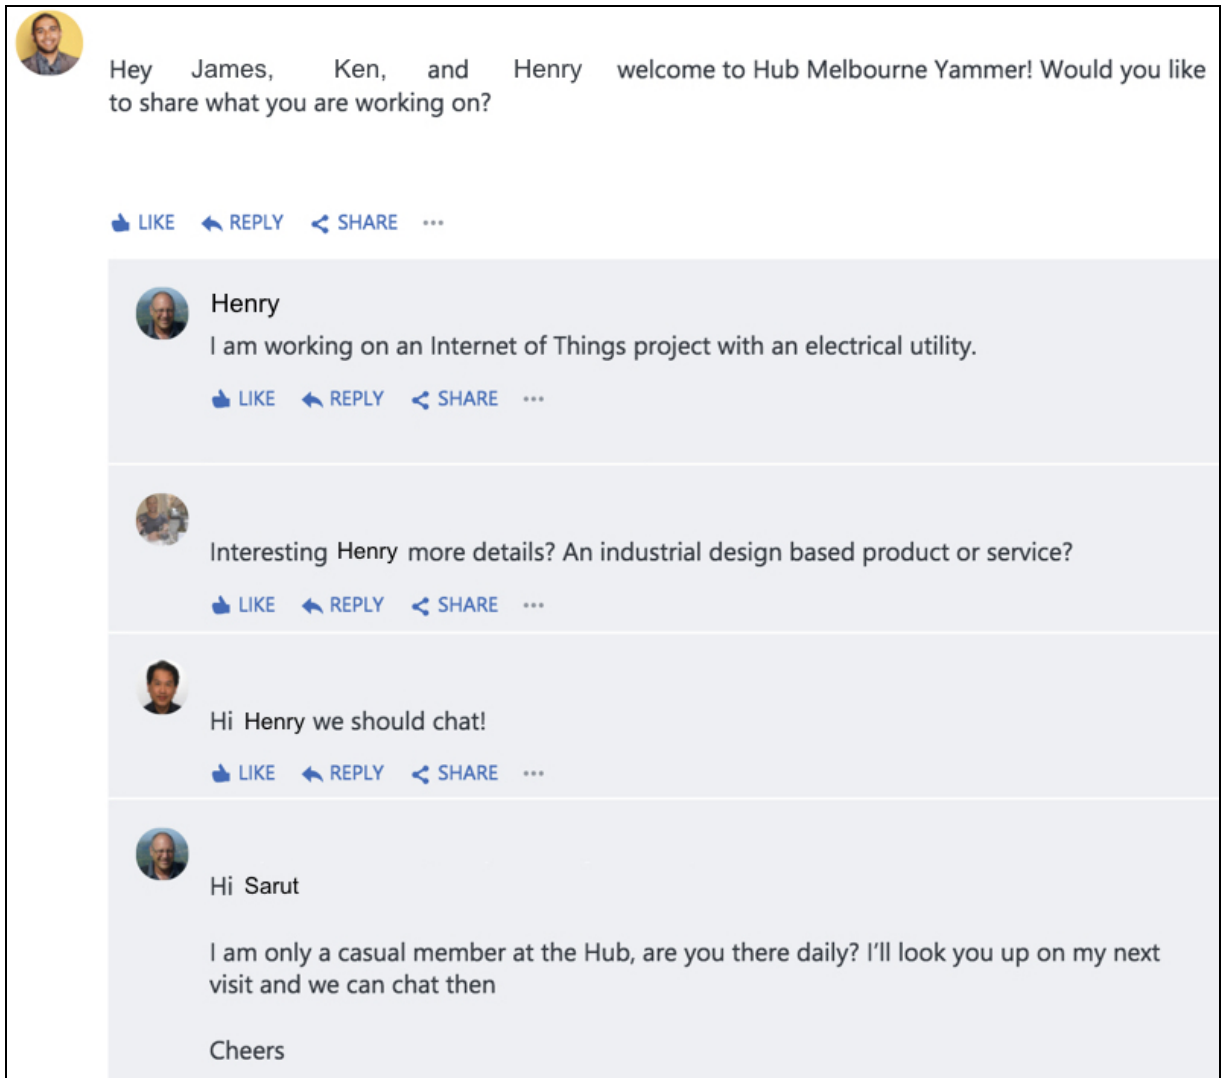 Hey James, Ken, and Henry welcome to Hub Melbourne Yammer! Would you like
to share what you are working on?
LIKE REPLY SHARE ...
Henry
I am working on an Internet of Things project with an electrical utility.
LIKE REPLY SHARE ...
Interesting Henry more details? An industrial design based product or service?
LIKE REPLY SHARE ...
Hi Henry we should chat!
LIKE REPLY SHARE ...
Hi Sarut
I am only a casual member at the Hub, are you there daily? I'll look you up on my next
visit and we can chat then
Cheers